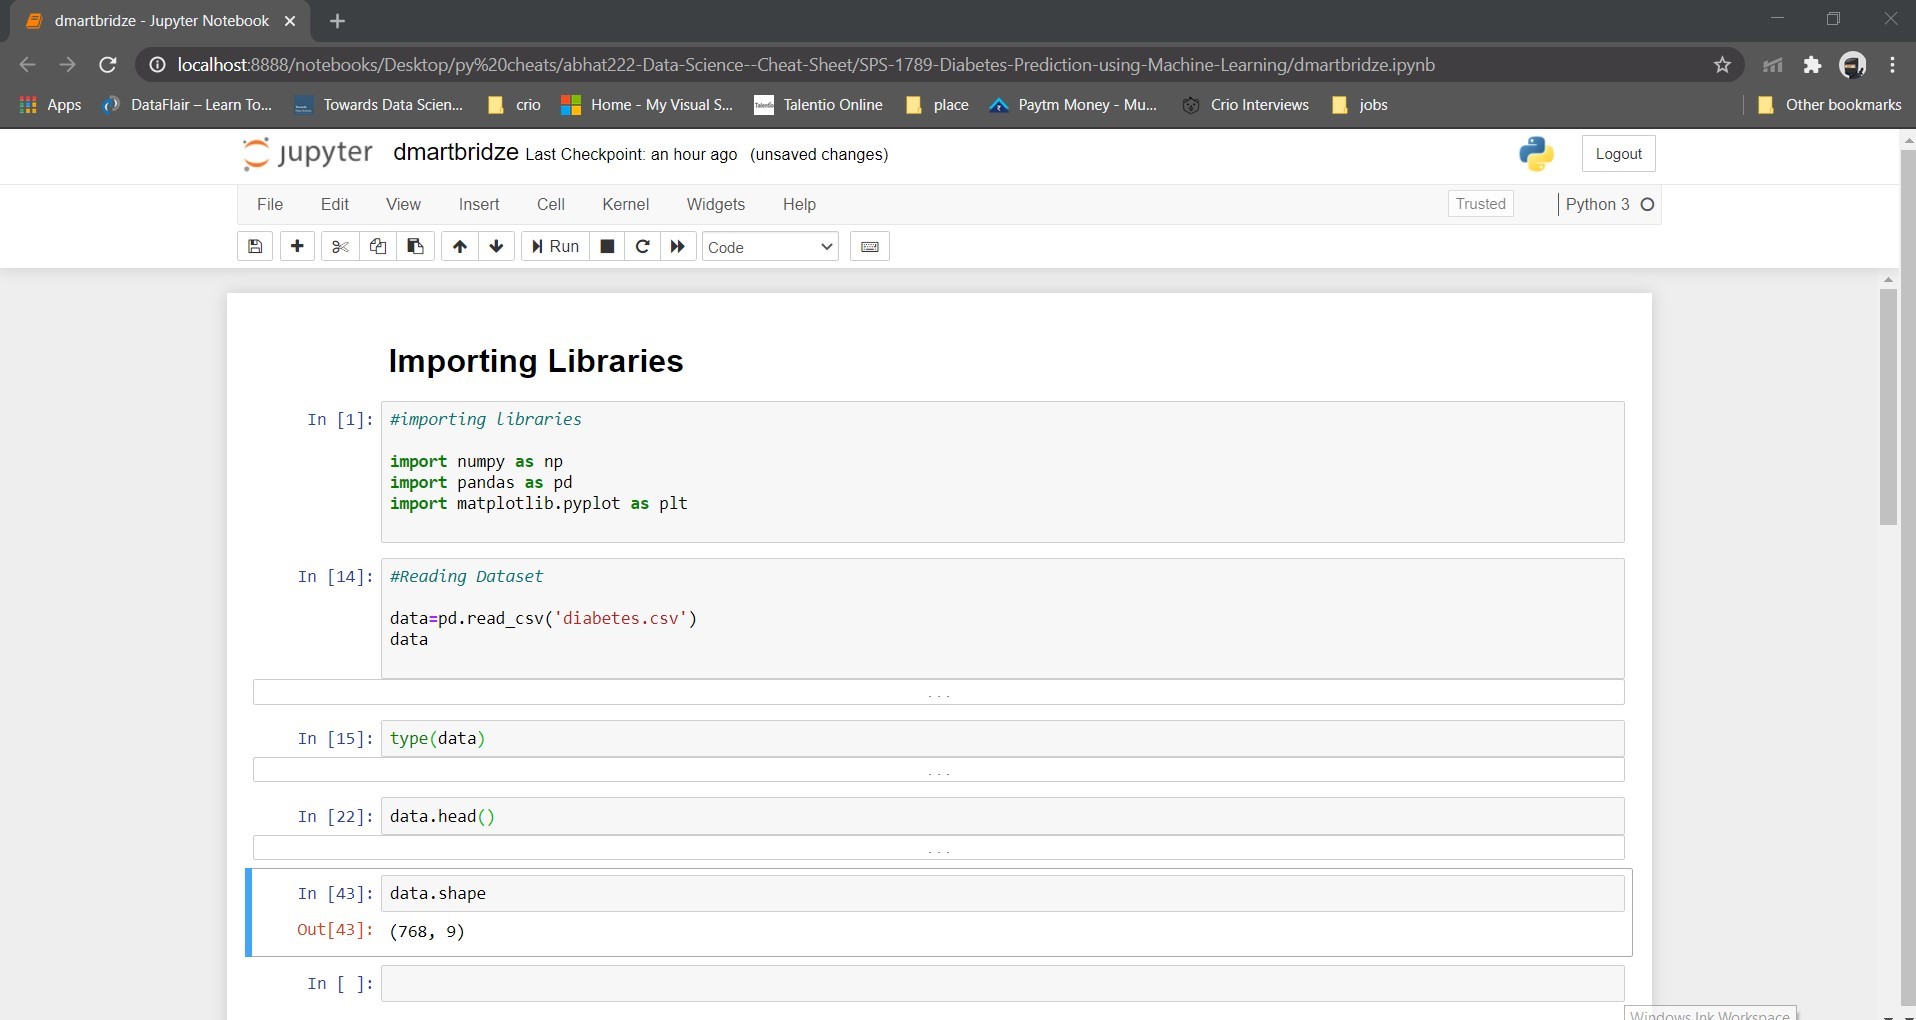 dmartbridze - Jupyter Notebook
localhost:8888/notebooks/Desktop/py%20cheats/abhat222-Data-Science--Cheat-Sheet/SPS-1789-Diabetes-Prediction-using-Machine-Learning/dmartbridze.ipynb
Apps DataFlair – Learn To... Towards Data Scien... crio Home - My Visual S... Talentio Talentio Online place Paytm Money - Mu... Crio Interviews jobs Other bookmarks
jupyter dmartbridze Last Checkpoint: an hour ago (unsaved changes) Logout
File Edit View Insert Cell Kernel Widgets Help Trusted Python 3
Run Code
Importing Libraries
In [1]: #importing libraries
import numpy as np
import pandas as pd
import matplotlib.pyplot as plt
In [14]: #Reading Dataset
data=pd.read_csv('diabetes.csv')
data
...
In [15]: type(data)
...
In [22]: data.head()
...
In [43]: data.shape
Out[43]: (768, 9)
In [ ]:
Windows Ink Workspace